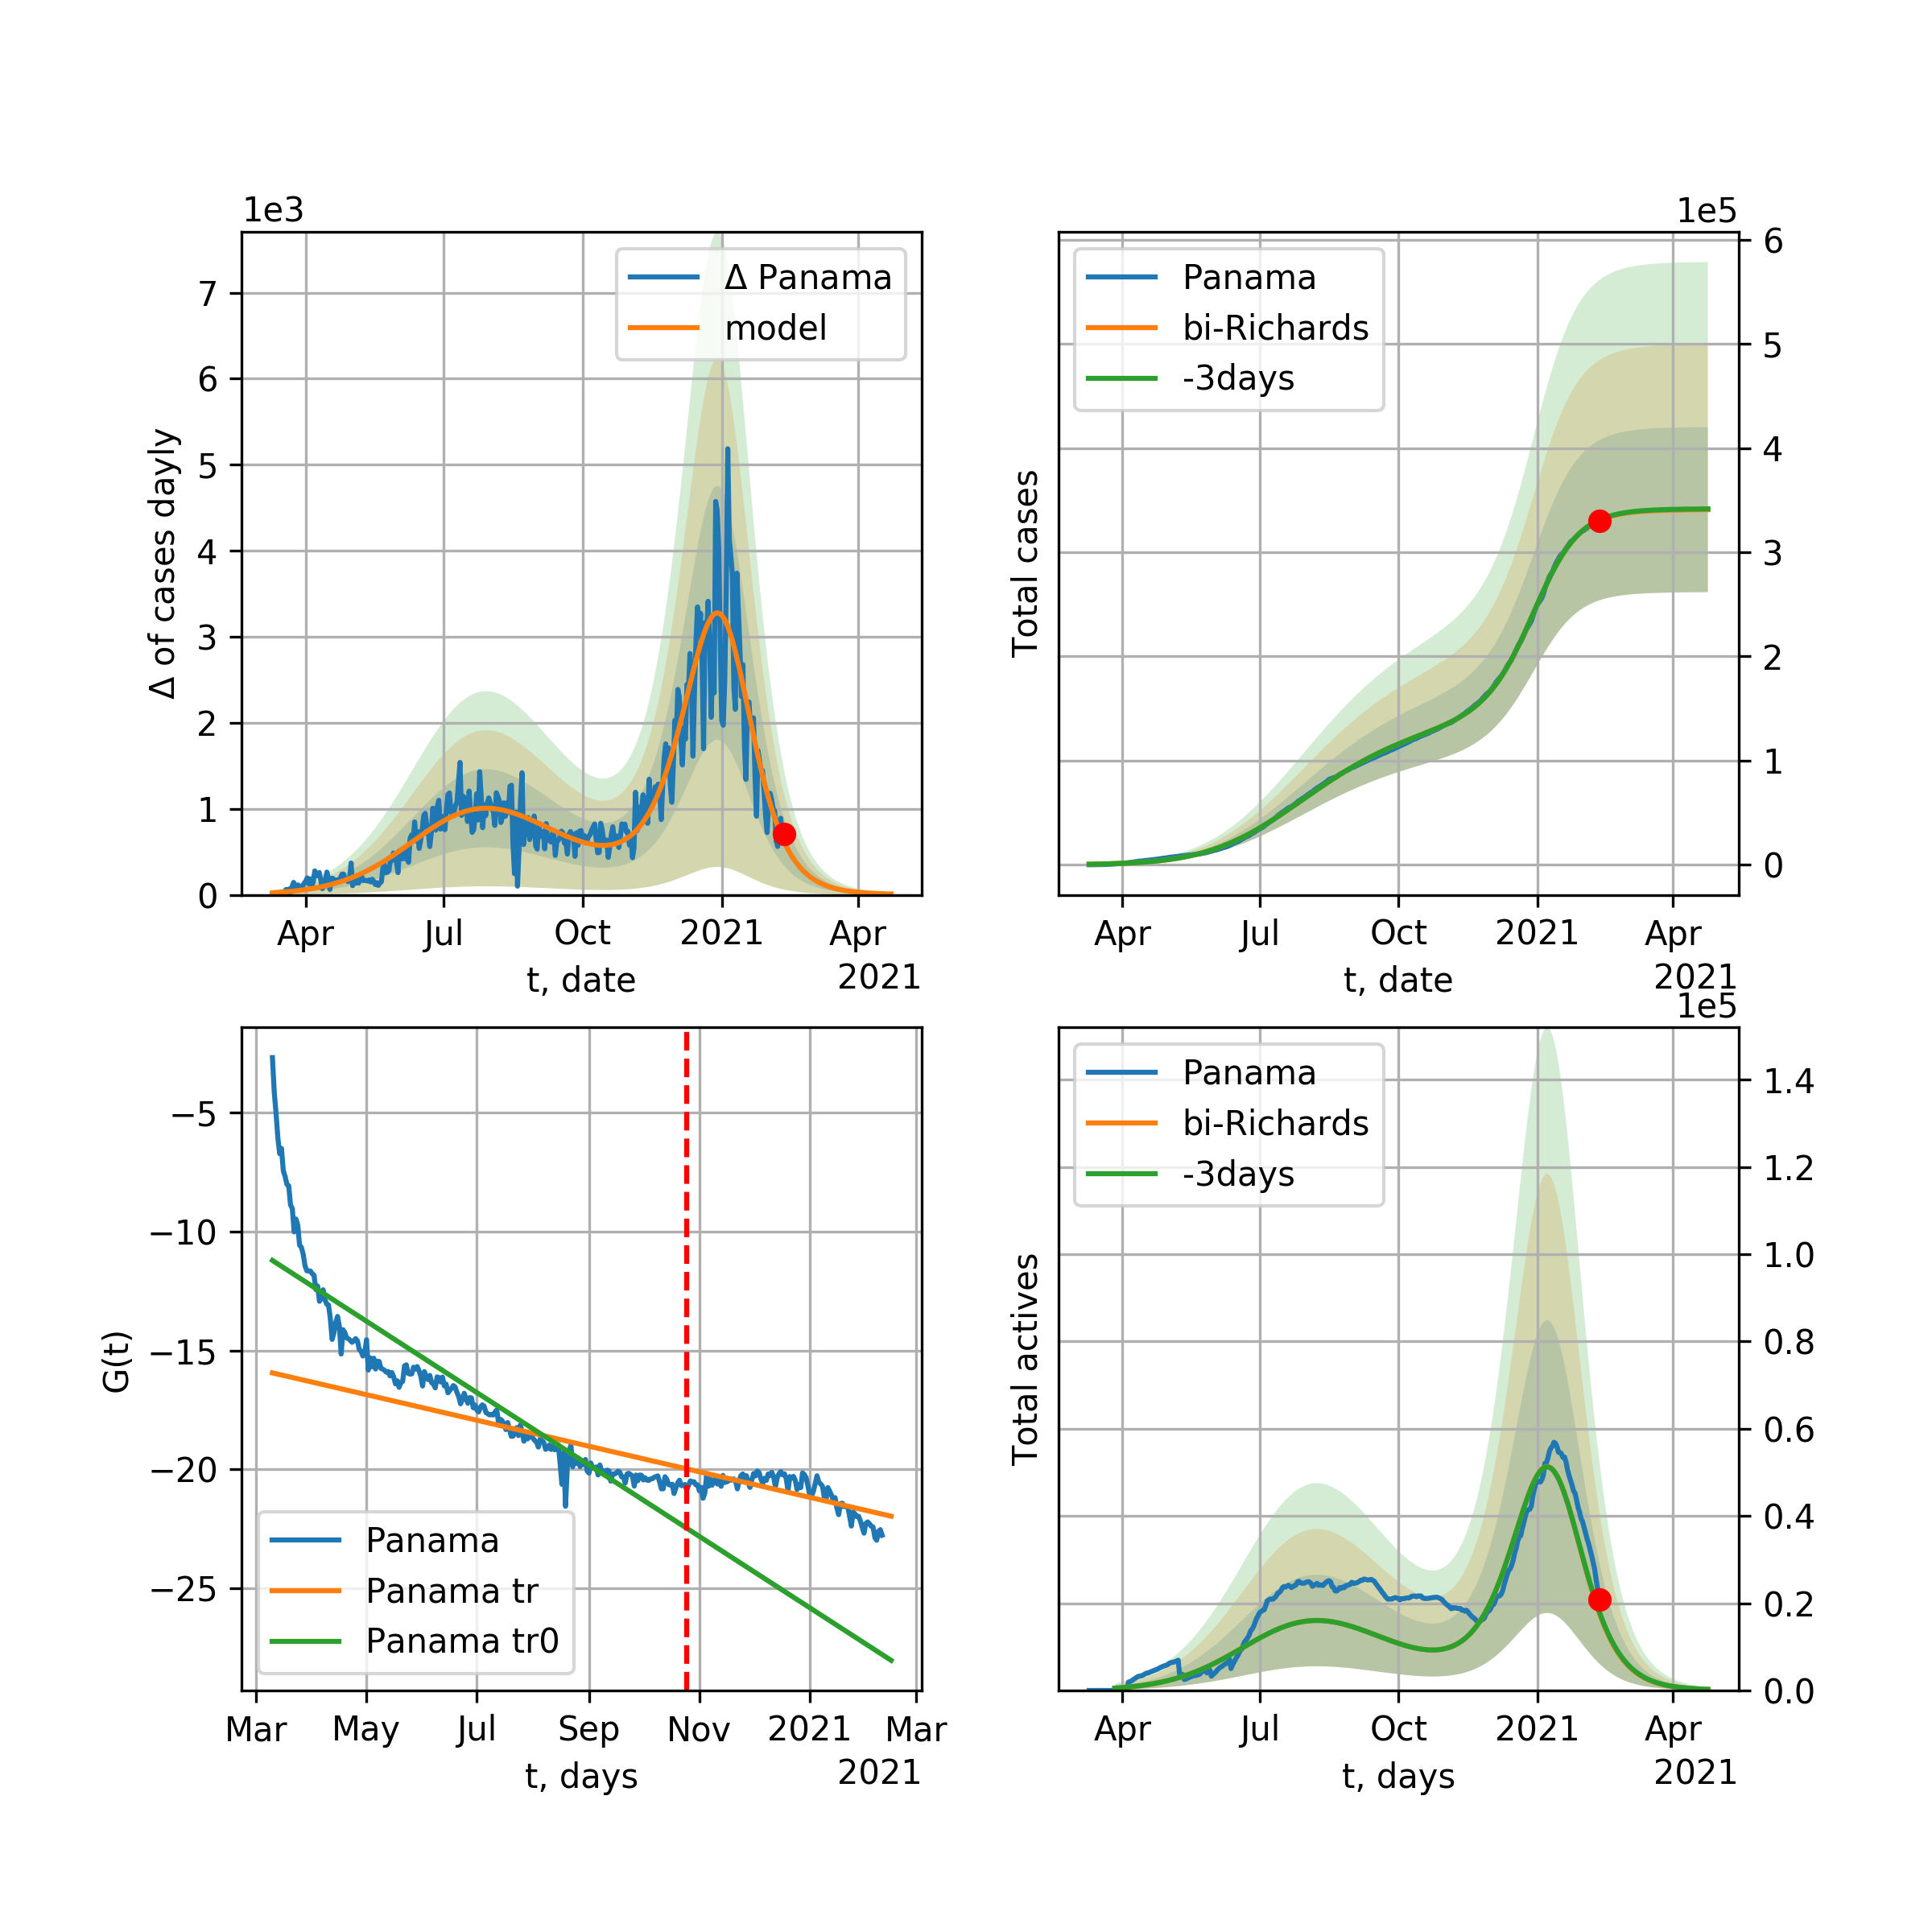 1e3
Δ of cases dayly
7
6
5
4
3
2
1
0
Δ Panama
model
Apr
Jul
Oct
2021
Apr
t, date
2021
1e5
Total cases
Panama
bi-Richards
-3days
6
5
4
3
2
1
0
Apr
Jul
Oct
2021
Apr
t, date
2021
G(t)
−5
−10
−15
−20
−25
Panama
Panama tr
Panama tr0
Mar
May
Jul
Sep
Nov
2021
Mar
t, days
2021
1e5
Total actives
Panama
bi-Richards
-3days
1.4
1.2
1.0
0.8
0.6
0.4
0.2
0.0
Apr
Jul
Oct
2021
Apr
t, days
2021